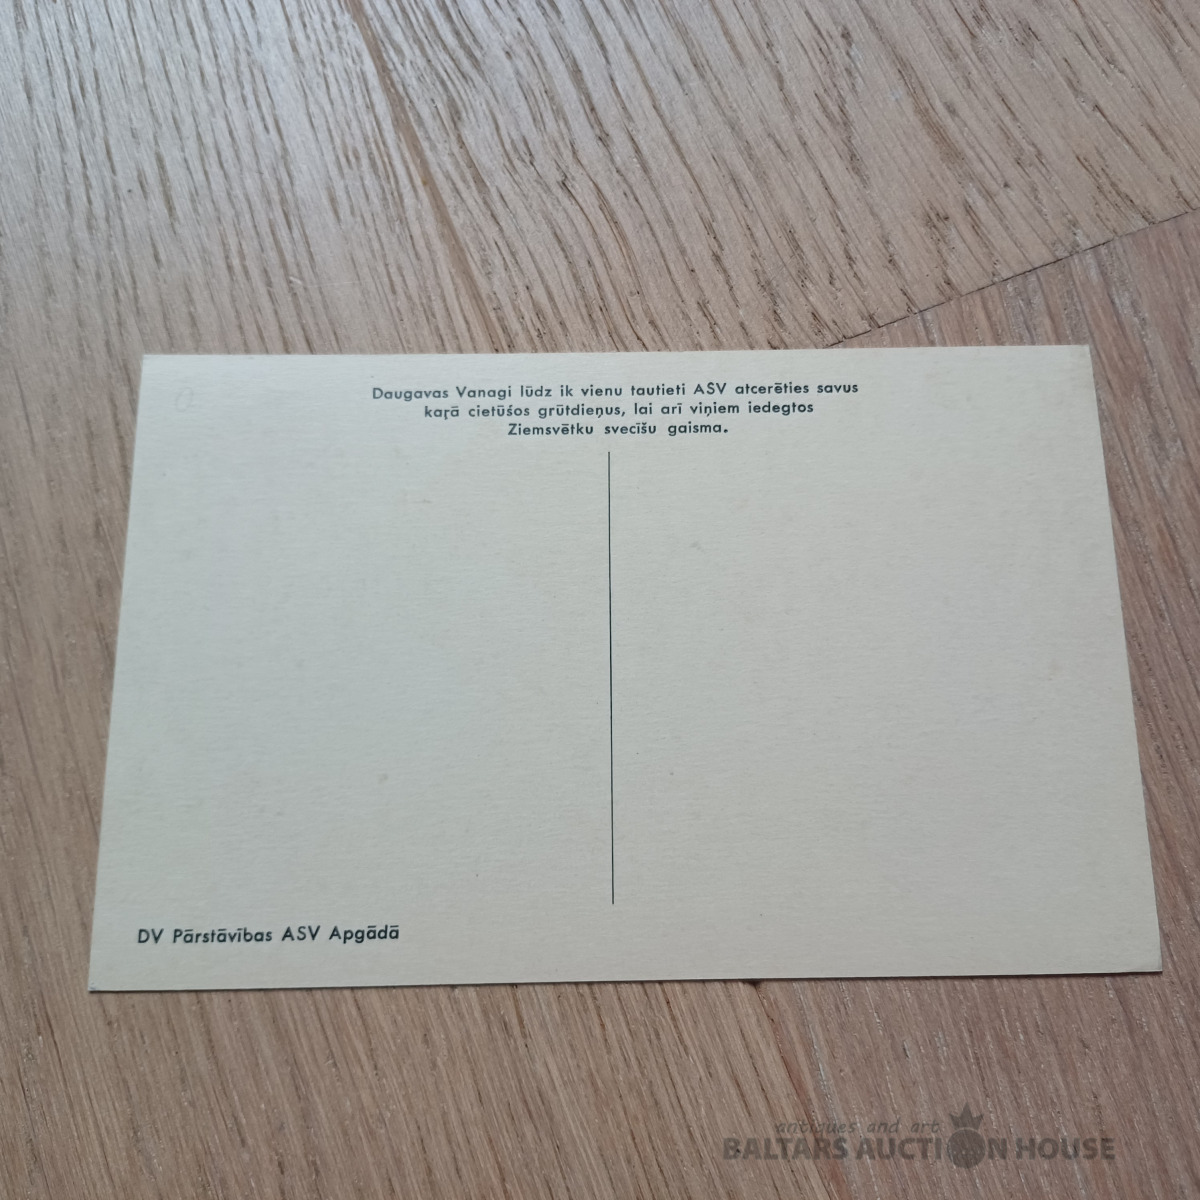 Daugavas Vanagi lūdz ik vienu tautieti ASV atcerēties savus
kaŗā cietūšos grūtdieņus, lai arī viņiem iedegtos
Ziemsvētku svecīšu gaisma.
DV Pārstāvības ASV Apgādā
antiques and art
BALTARS AUCTION HOUSE